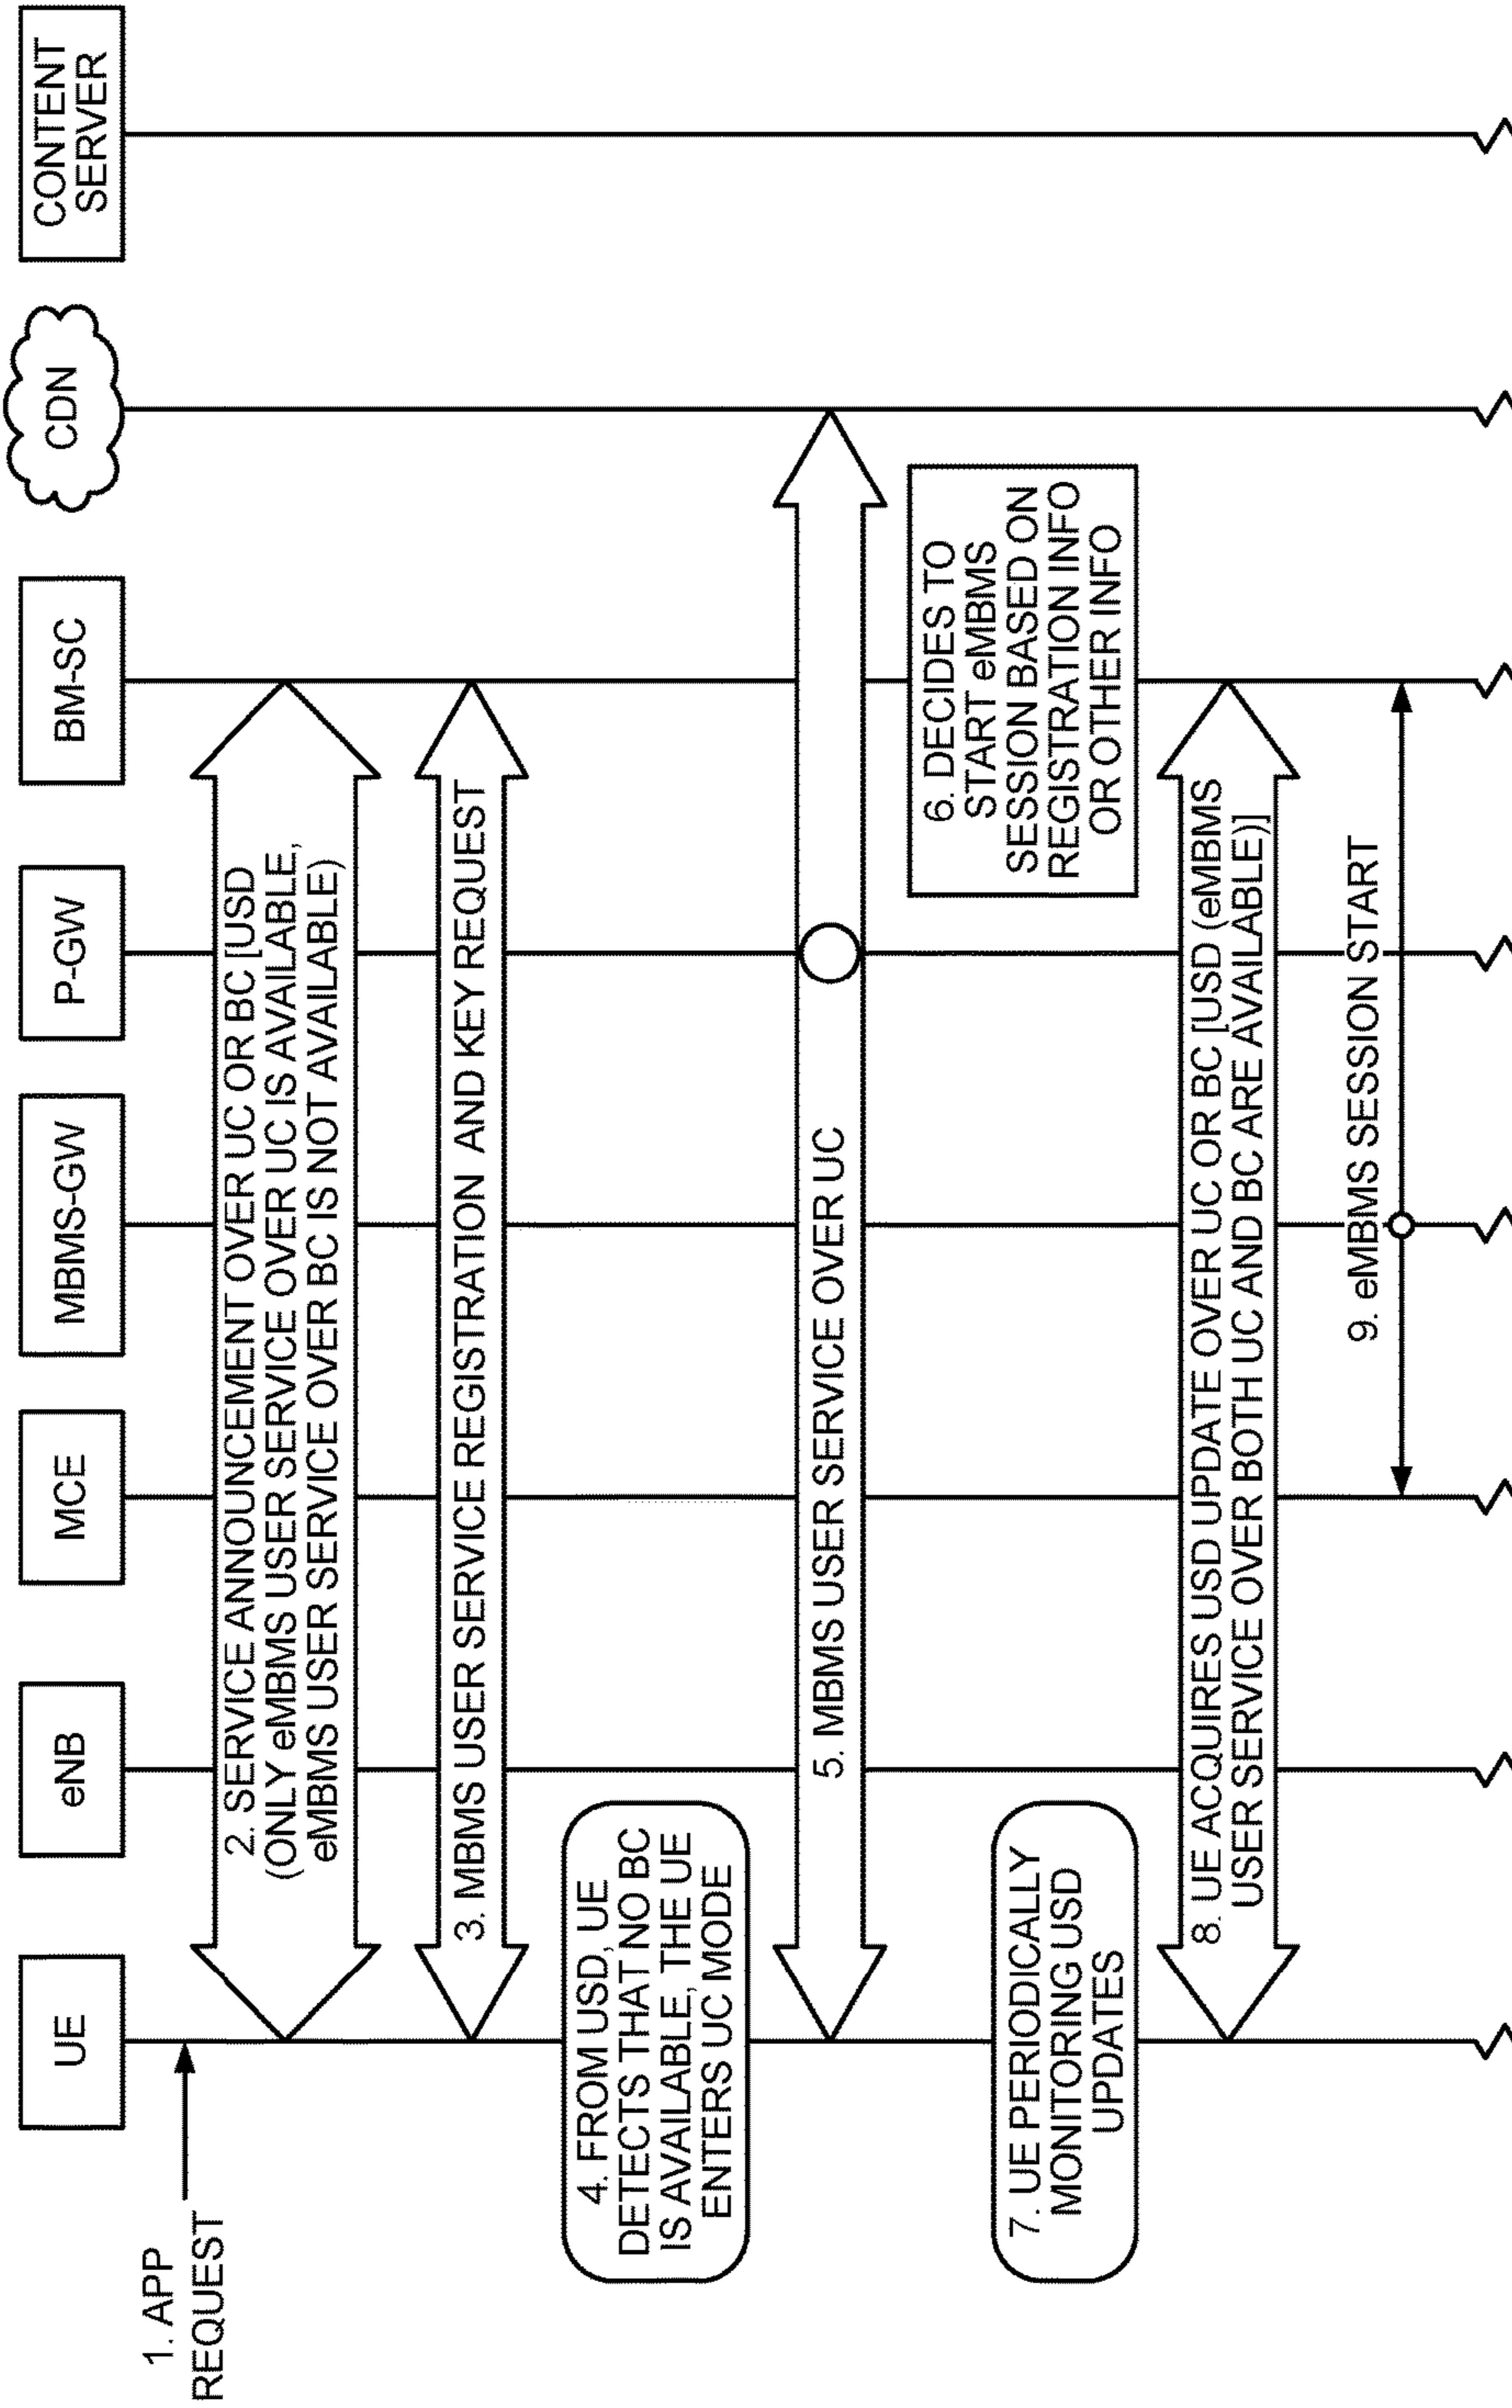 UE
eNB
MCE
MBMS-GW
P-GW
BM-SC
CDN
CONTENT
SERVER
1. APP
REQUEST
2. SERVICE ANNOUNCEMENT OVER UC OR BC [USD
(ONLY eMBMS USER SERVICE OVER UC IS AVAILABLE,
eMBMS USER SERVICE OVER BC IS NOT AVAILABLE)
3. MBMS USER SERVICE REGISTRATION AND KEY REQUEST
4. FROM USD, UE
DETECTS THAT NO BC
IS AVAILABLE, THE UE
ENTERS UC MODE
5. MBMS USER SERVICE OVER UC
6. DECIDES TO
START eMBMS
SESSION BASED ON
REGISTRATION INFO
OR OTHER INFO
7. UE PERIODICALLY
MONITORING USD
UPDATES
8. UE ACQUIRES USD UPDATE OVER UC OR BC [USD (eMBMS
USER SERVICE OVER BOTH UC AND BC ARE AVAILABLE)]
9. eMBMS SESSION START